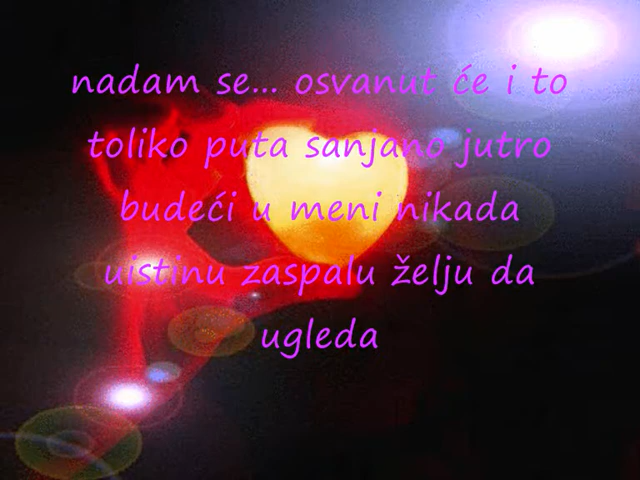 nadam se... osvanut će i to
toliko puta sanjano jutro
budeći u meni nikada
uistinu zaspalu želju da
ugleda